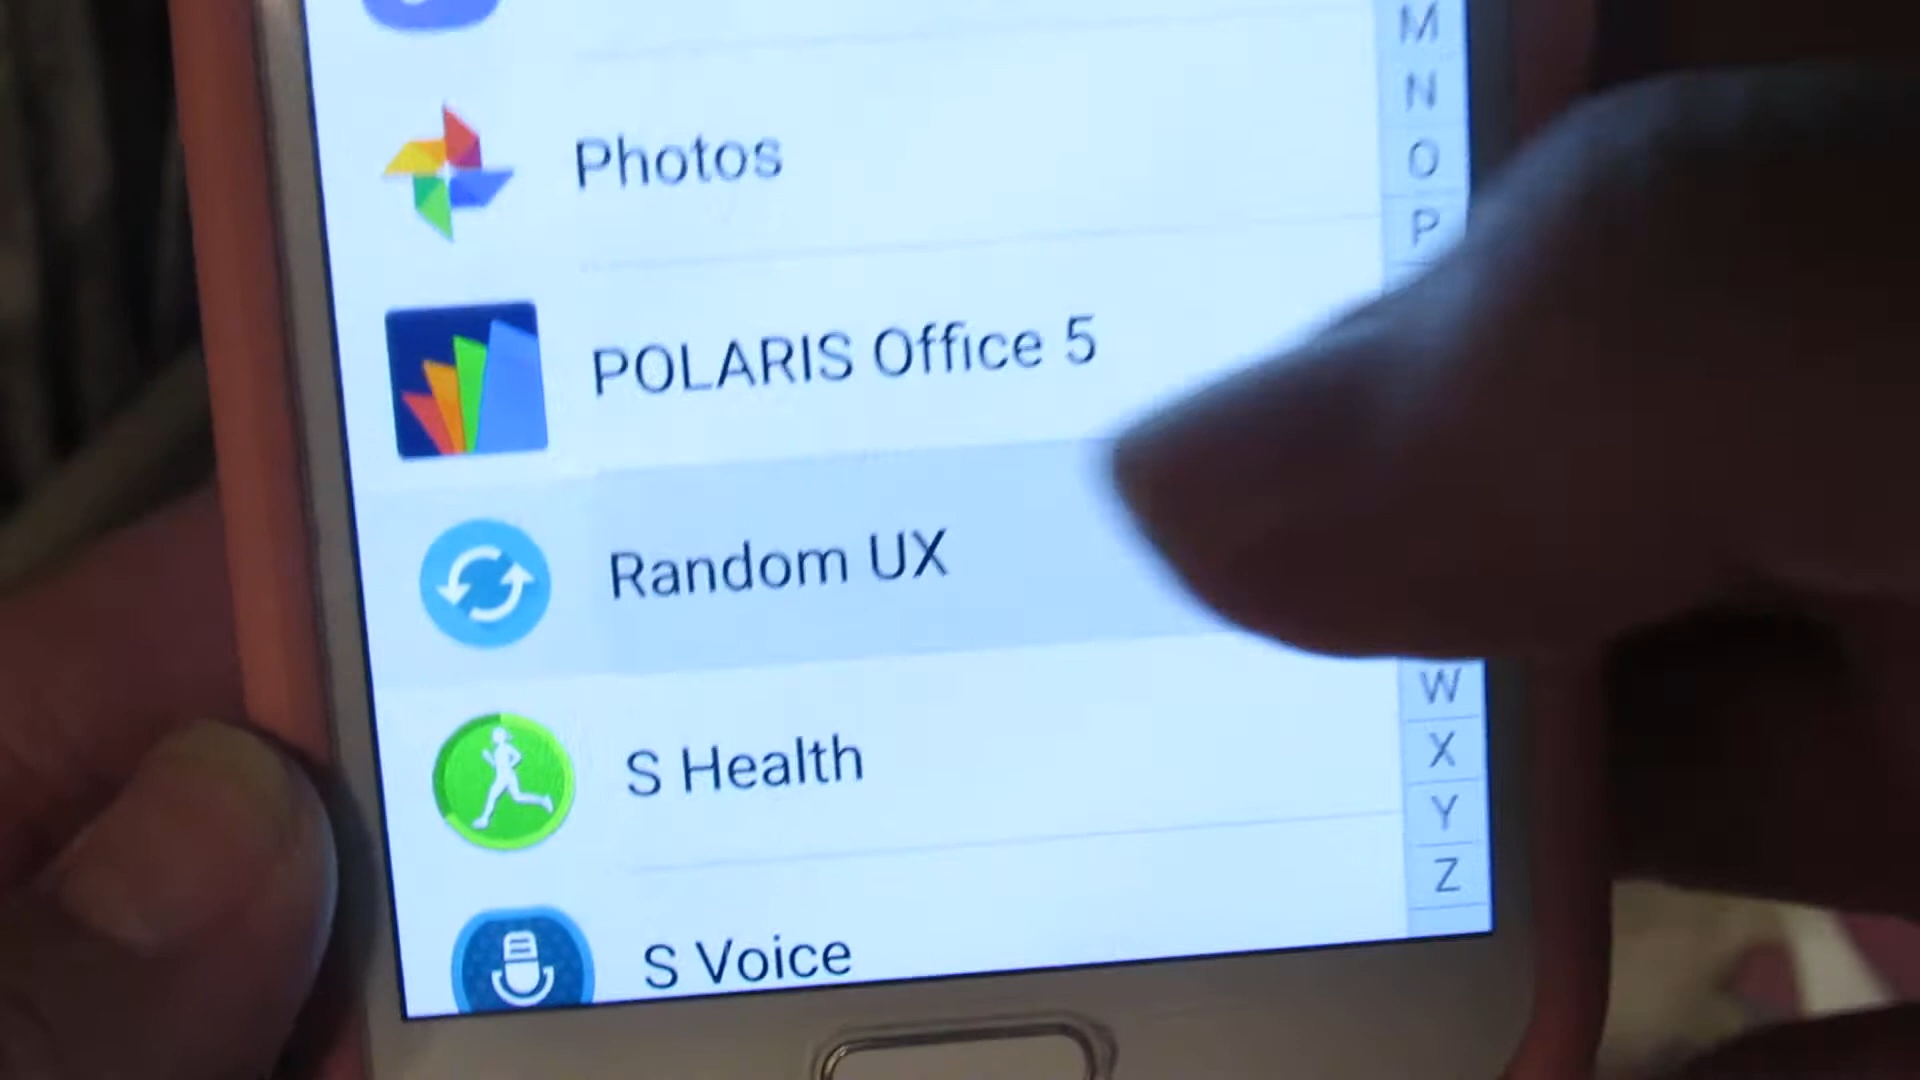 Photos
POLARIS Office 5
Random UX
S Health
S Voice
M
N
O
P
W
X
Y
Z